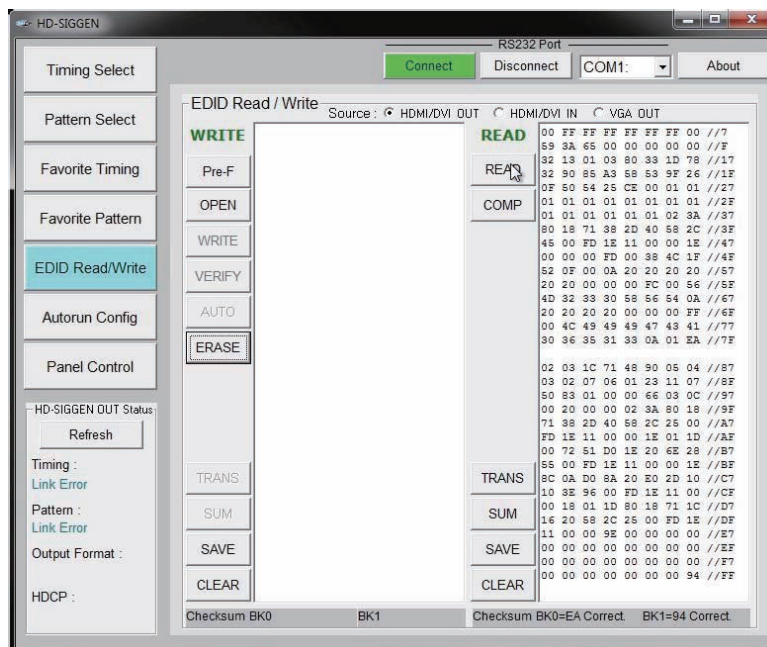 HD-SIGGEN
RS232 Port
Connect
Disconnect
COM1:
About
Timing Select
Pattern Select
Favorite Timing
Favorite Pattern
EDID Read/Write
Autorun Config
Panel Control
HD-SIGGEN OUT Status
Refresh
Timing :
Link Error
Pattern :
Link Error
Output Format :
HDCP :
EDID Read / Write
Source : HDMI/DVI OUT HDMI/DVI IN VGA OUT
WRITE
Pre-F
OPEN
WRITE
VERIFY
AUTO
ERASE
TRANS
SUM
SAVE
CLEAR
Checksum BK0 BK1
READ
READ
COMP
TRANS
SUM
SAVE
CLEAR
00 FF FF FF FF FF FF 00 //7
59 3A 65 00 00 00 00 00 //F
32 13 01 03 80 33 1D 78 //17
32 90 85 A3 58 53 9F 26 //1F
0F 50 54 25 CE 00 01 01 //27
01 01 01 01 01 01 01 01 //2F
01 01 01 01 01 01 02 3A //37
80 18 71 38 2D 40 58 2C //3F
45 00 FD 1E 11 00 00 1E //47
00 00 00 FD 00 38 4C 1F //4F
52 0F 00 0A 20 20 20 20 //57
20 20 00 00 00 FC 00 56 //5F
4D 32 33 30 58 56 54 0A //67
20 20 20 20 00 00 00 FF //6F
00 4C 49 49 49 47 43 41 //77
30 36 35 31 33 0A 01 EA //7F
02 03 1C 71 48 90 05 04 //87
03 02 07 06 01 23 11 07 //8F
50 83 01 00 00 66 03 0C //97
00 20 00 00 02 3A 80 18 //9F
71 38 2D 40 58 2C 25 00 //A7
FD 1E 11 00 00 1E 01 1D //AF
00 72 51 D0 1E 20 6E 28 //B7
55 00 FD 1E 11 00 00 1E //BF
8C 0A D0 8A 20 E0 2D 10 //C7
10 3E 96 00 FD 1E 11 00 //CF
00 18 01 1D 80 18 71 1C //D7
16 20 58 2C 25 00 FD 1E //DF
11 00 00 9E 00 00 00 00 //E7
00 00 00 00 00 00 00 00 //EF
00 00 00 00 00 00 00 00 //F7
00 00 00 00 00 00 00 94 //FF
Checksum BK0=EA Correct. BK1=94 Correct.